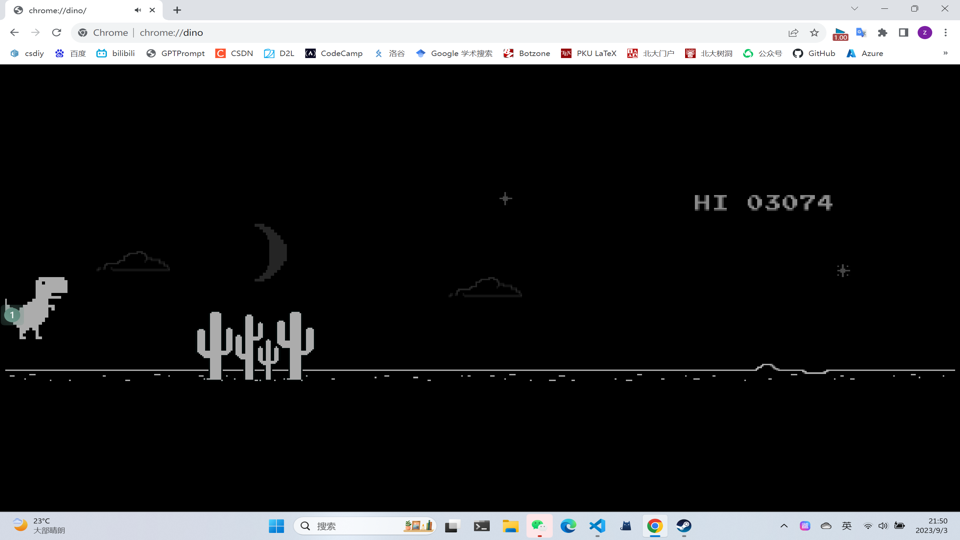 chrome://dino/
Chrome | chrome://dino
1.00
z
csdiy 百度 bilibili GPTPrompt CSDN D2L CodeCamp 洛谷 Google 学术搜索 Botzone PKU LaTeX 北大门户 北大树洞 公众号 GitHub Azure »
HI 03074
1
23°C
大部晴朗
搜索
英
21:50
2023/9/3